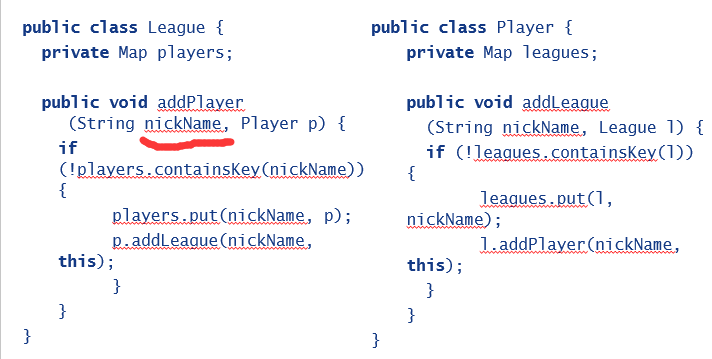 public class League {
private Map players;
public void addPlayer
(String nickName, Player p) {
if
(!players.containsKey(nickName))
{
players.put(nickName, p);
p.addLeague(nickName,
this);
}
}
}
public class Player {
private Map leagues;
public void addLeague
(String nickName, League l) {
if (!leagues.containsKey(l))
{
leagues.put(l,
nickName);
l.addPlayer(nickName,
this);
}
}
}